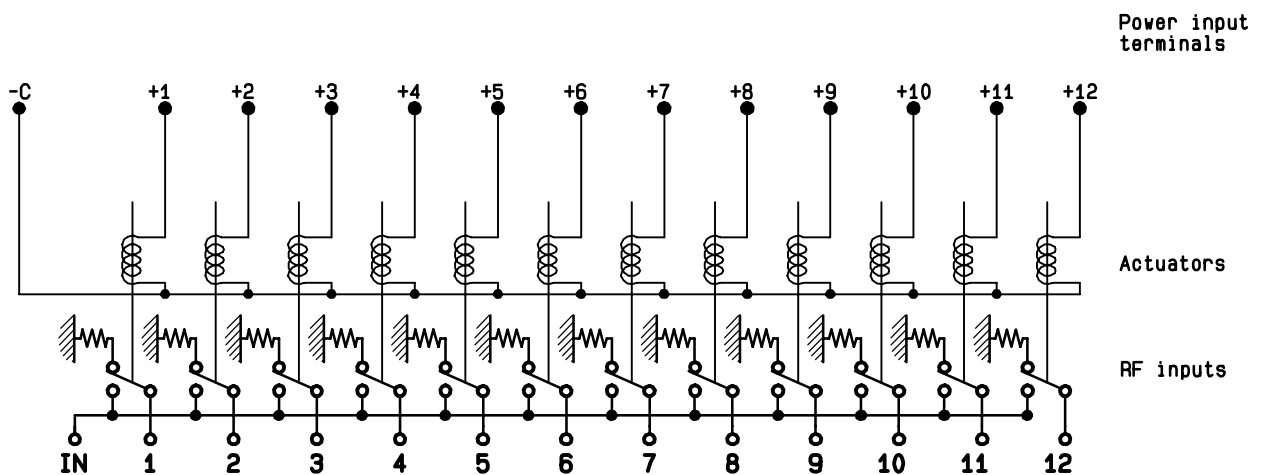 Power input
terminals
-C +1 +2 +3 +4 +5 +6 +7 +8 +9 +10 +11 +12
Actuators
RF inputs
IN 1 2 3 4 5 6 7 8 9 10 11 12